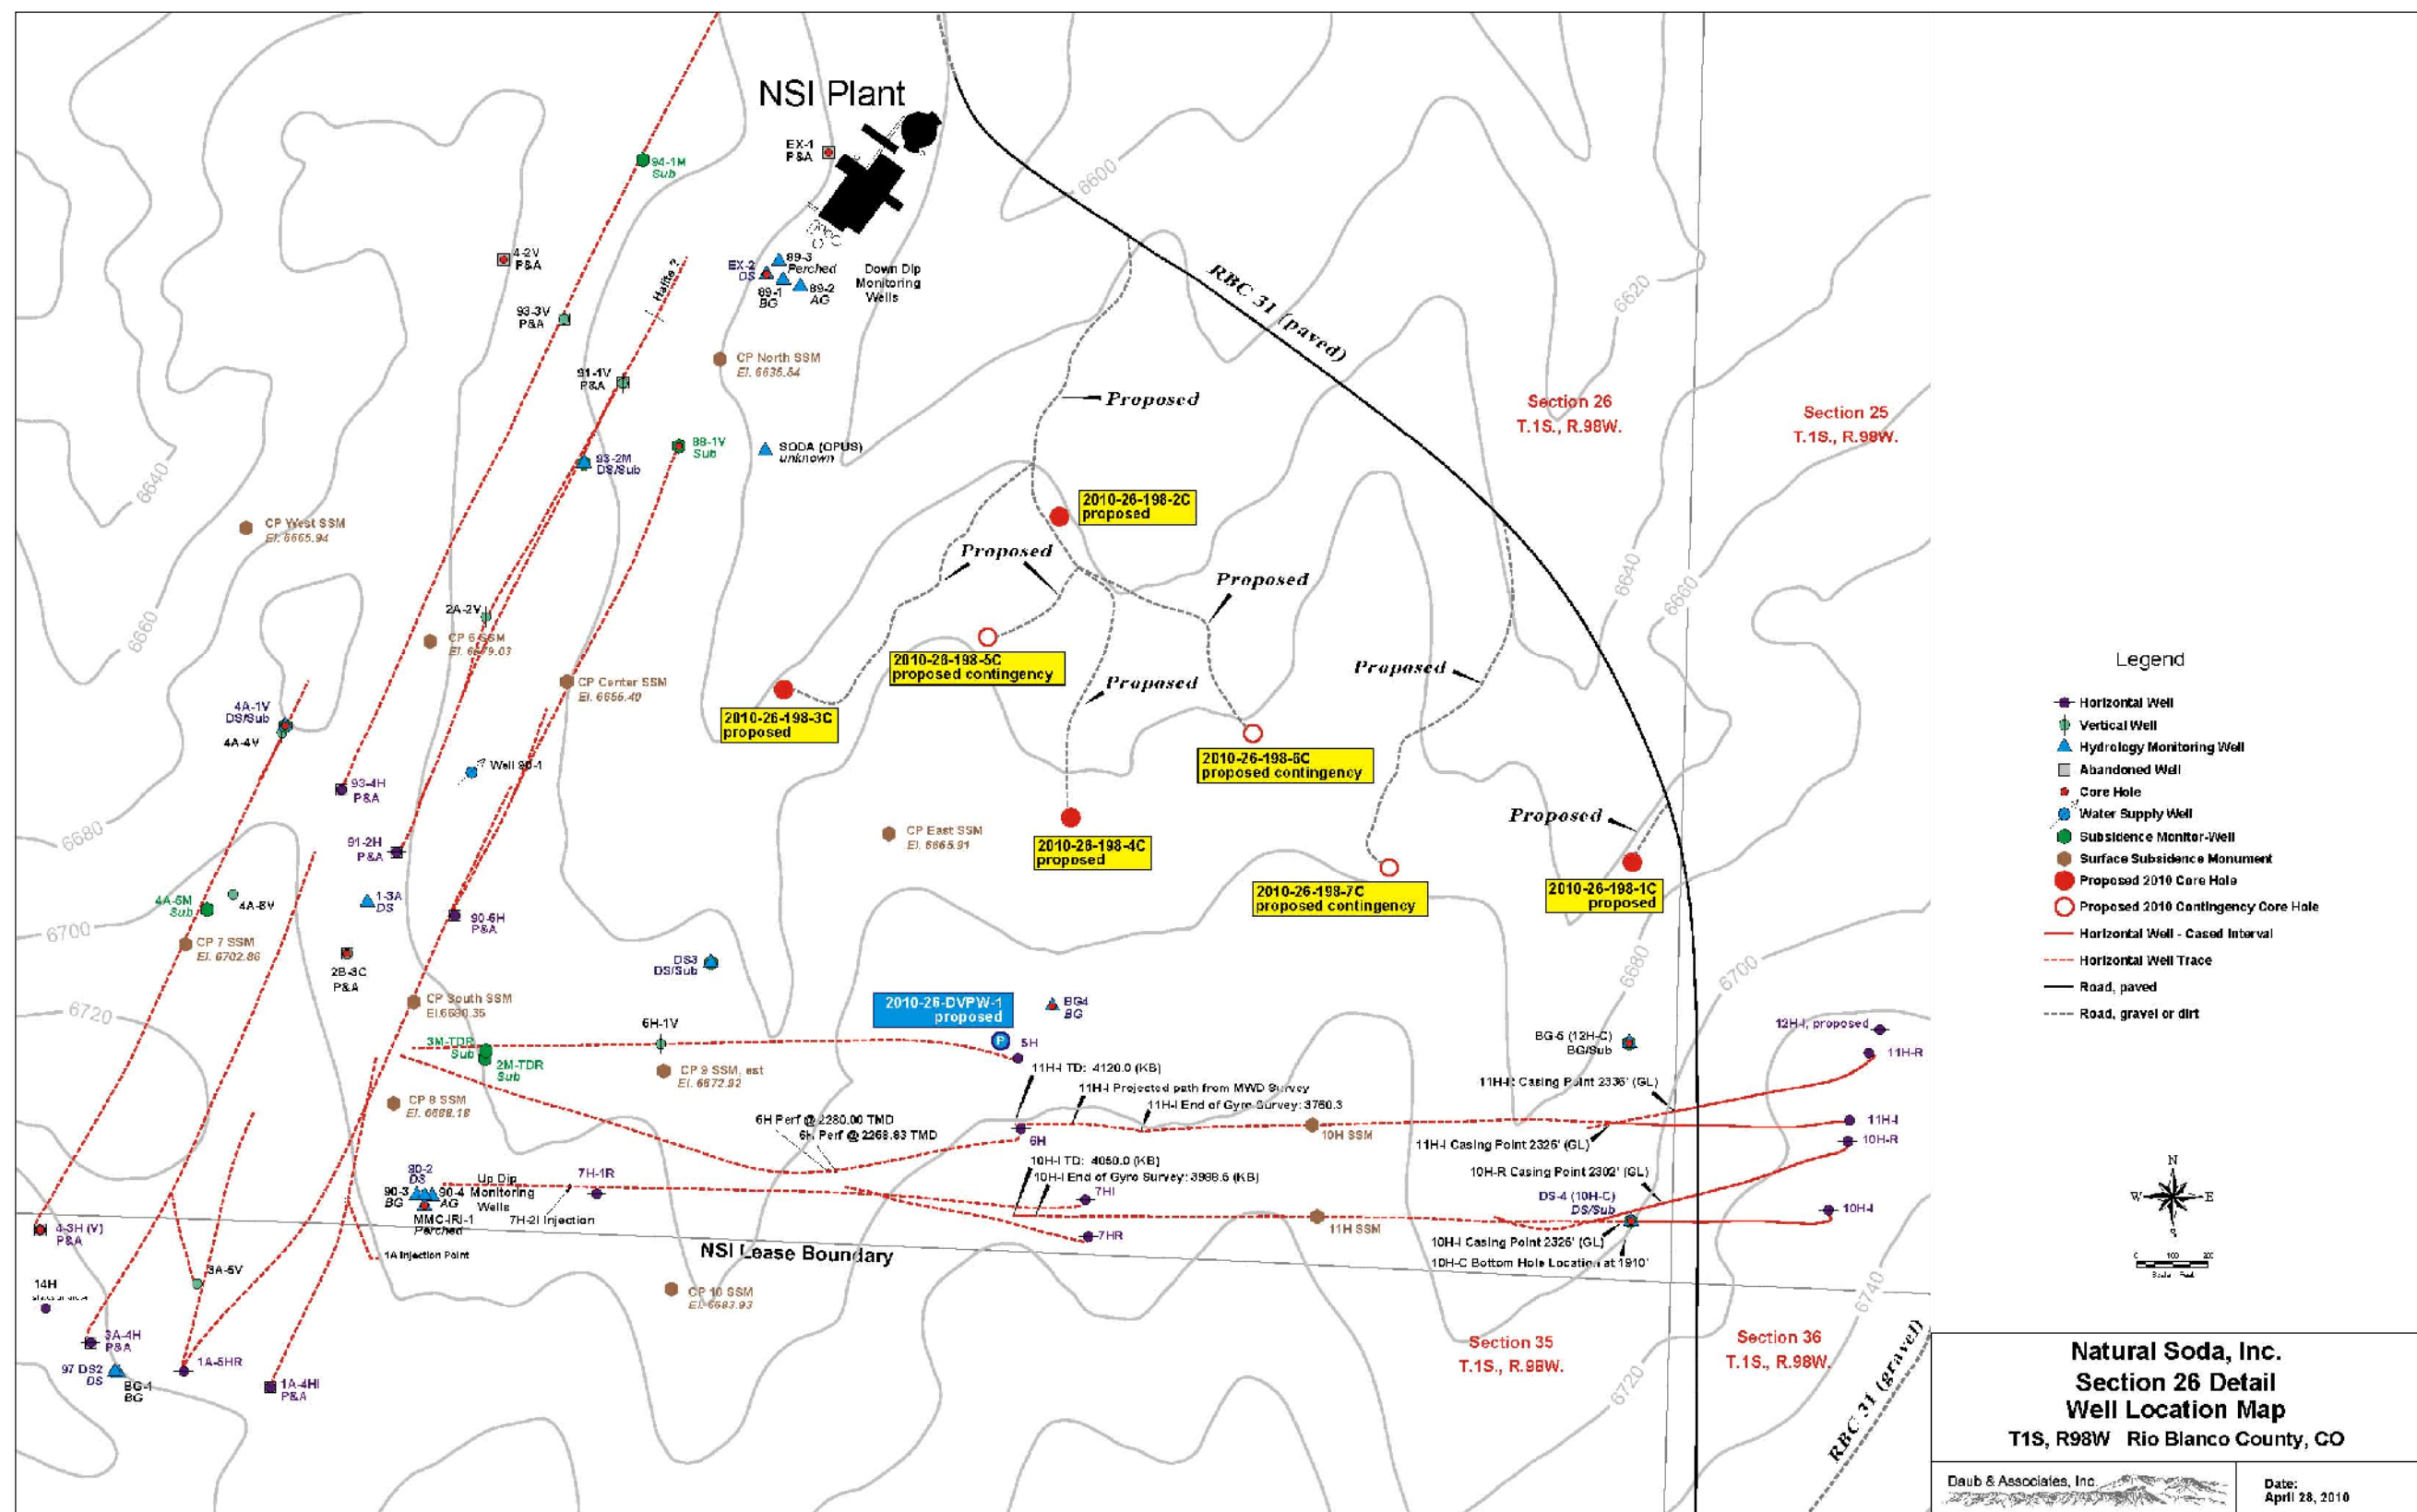 NSI Plant
EX-1
P&A
94-1M
Sub
6600
4-2V
P&A
EX-2
DS
89-3
Perched
89-1
BG
89-2
AG
Down Dip
Monitoring
Wells
Halite ?
93-3V
P&A
RBC 31 (paved)
6620
CP North SSM
91-1V
P&A
Proposed
Section 26
T.1S., R.98W.
Section 25
T.1S., R.98W.
88-1V
Sub
SODA (OPUS)
unknown
93-2M
DS/Sub
6640
2010-26-198-2C
proposed
CP West SSM
El. 6665.94
Proposed
Proposed
6640
6660
6660
2A-2V
CP 6 SSM
2010-26-198-5C
proposed contingency
Proposed
Proposed
CP Center SSM
El. 6656.40
4A-1V
DS/Sub
4A-4V
2010-26-198-3C
proposed
Well 90-1
2010-26-198-6C
proposed contingency
93-4H
P&A
6680
91-2H
P&A
CP East SSM
El. 6665.91
2010-26-198-4C
proposed
Proposed
2010-26-198-7C
proposed contingency
2010-26-198-1C
proposed
4A-5M
Sub
1-3A
DS
90-5H
P&A
6700
CP 7 SSM
El. 6702.86
2B-3C
P&A
DS3
DS/Sub
6680
6700
CP South SSM
El.6680.35
2010-26-DVPW-1
proposed
P
BG4
BG
6720
6H-1V
5H
3M-TDR
Sub
2M-TDR
Sub
CP 9 SSM, est
El. 6672.92
BG-5 (12H-C)
BG/Sub
12H-I, proposed
11H-R
11H-I TD: 4120.0 (KB)
11H-I Projected path from MWD Survey
11H-I End of Gyro Survey: 3760.3
11H-R Casing Point 2336' (GL)
CP 8 SSM
El. 6688.18
6H Perf @ 2280.00 TMD
6H Perf @ 2268.83 TMD
6H
10H SSM
11H-I
10H-R
11H-I Casing Point 2326' (GL)
10H-I TD: 4050.0 (KB)
10H-I End of Gyro Survey: 3998.6 (KB)
10H-R Casing Point 2302' (GL)
90-2
DS
90-3
BG
90-4
AG
Up Dip
Monitoring
Wells
MMC-IRI-1
Perched
7H-1R
7H-2I Injection
7HI
7HR
11H SSM
DS-4 (10H-C)
DS/Sub
10H-I
10H-I Casing Point 2326' (GL)
10H-C Bottom Hole Location at 1910'
4-3H (V)
P&A
1A Injection Point
NSI Lease Boundary
3A-5V
14H
CP 10 SSM
El. 6683.93
6740
3A-4H
P&A
97 DS2
DS
BG-1
BG
1A-5HR
1A-4HI
P&A
Section 35
T.1S., R.98W.
Section 36
T.1S., R.98W.
6720
RBC 31 (gravel)
Legend
Horizontal Well
Vertical Well
Hydrology Monitoring Well
Abandoned Well
Core Hole
Water Supply Well
Subsidence Monitor-Well
Surface Subsidence Monument
Proposed 2010 Core Hole
Proposed 2010 Contingency Core Hole
Horizontal Well - Cased Interval
Horizontal Well Trace
Road, paved
Road, gravel or dirt
N
W
E
S
0 100 200
Natural Soda, Inc.
Section 26 Detail
Well Location Map
T1S, R98W Rio Blanco County, CO
Daub & Associates, Inc.
Date:
April 28, 2010